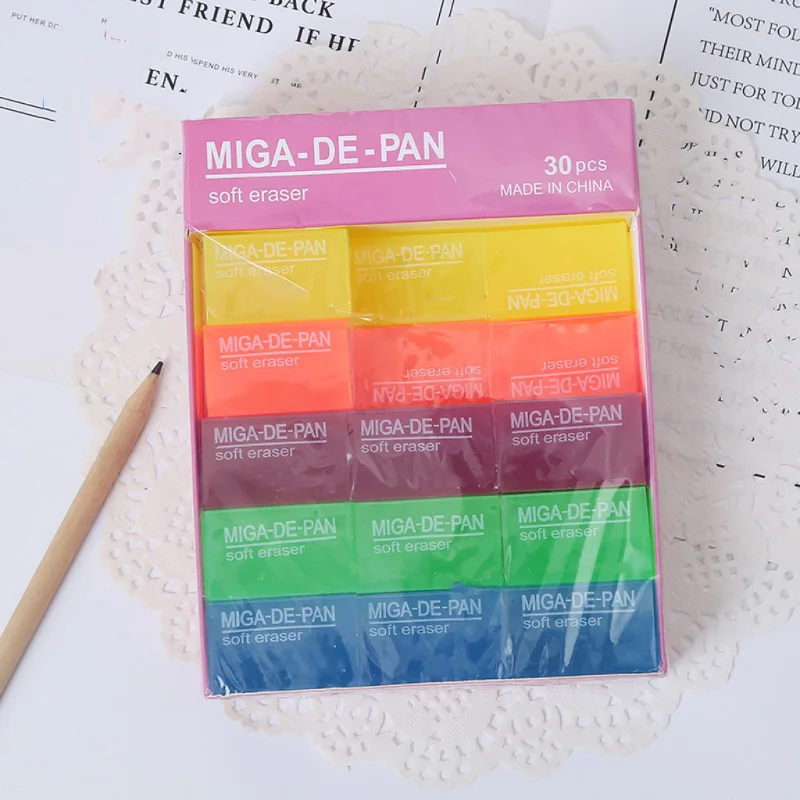 PUT HER
BACK
ST FRIEND IF HE
D HIS SPEND HIS VERY
EN
"MOST FOL
THEIR MIND
JUST FOR TO
ND NOT TRY
WILL
MIGA-DE-PAN
soft eraser
30 pcs
MADE IN CHINA
MIGA-DE-PAN
soft eraser
MIGA-DE-PAN
soft eraser
MIGA-DE-PAN
soft eraser
MIGA-DE-PAN
soft eraser
MIGA-DE-PAN
soft eraser
MIGA-DE-PAN
soft eraser
MIGA-DE-PAN
soft eraser
MIGA-DE-PAN
soft eraser
MIGA-DE-PAN
soft eraser
MIGA-DE-PAN
soft eraser
MIGA-DE-PAN
soft eraser
MIGA-DE-PAN
soft eraser
MIGA-DE-PAN
soft eraser
MIGA-DE-PAN
soft eraser
MIGA-DE-PAN
soft eraser